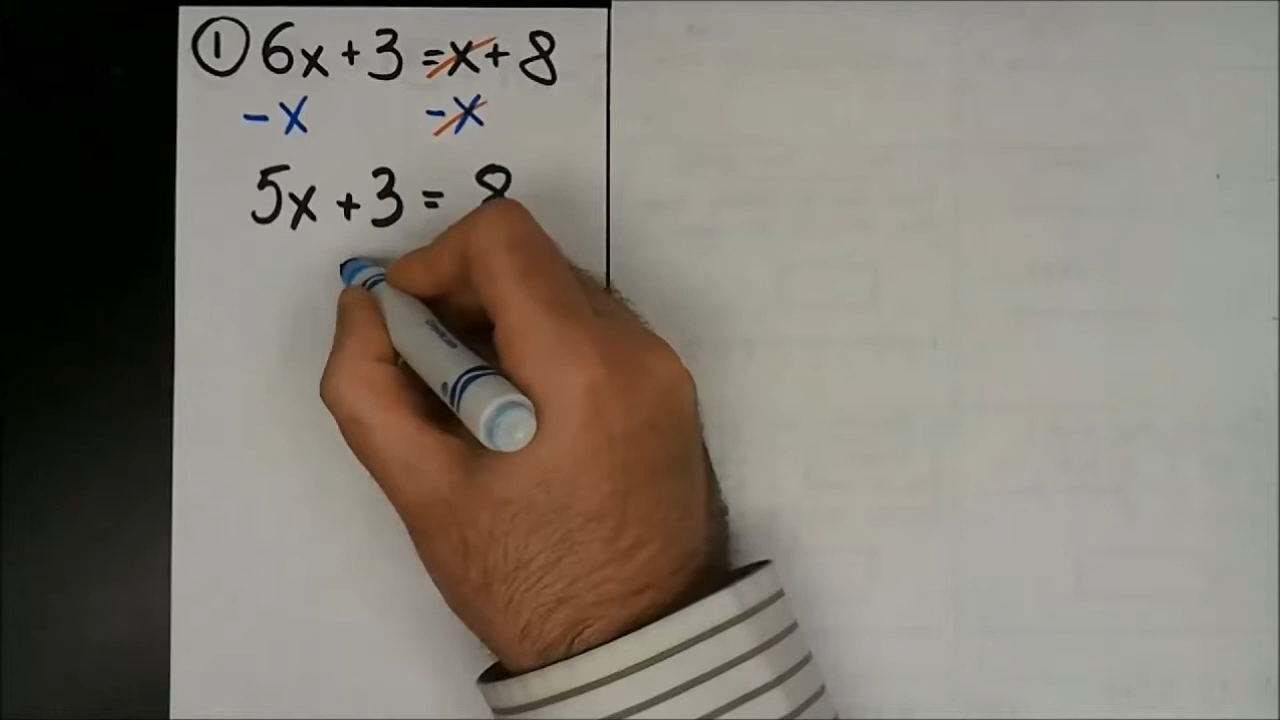 ① 6x + 3 = x + 8
- x - x
5x + 3 = 8